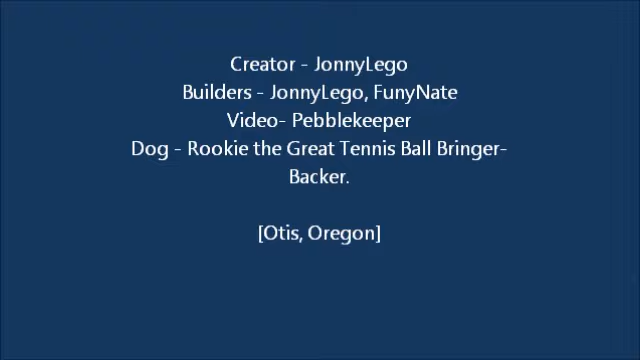 Creator - JonnyLego
Builders - JonnyLego, FunyNate
Video- Pebblekeeper
Dog - Rookie the Great Tennis Ball Bringer-
Backer.
[Otis, Oregon]